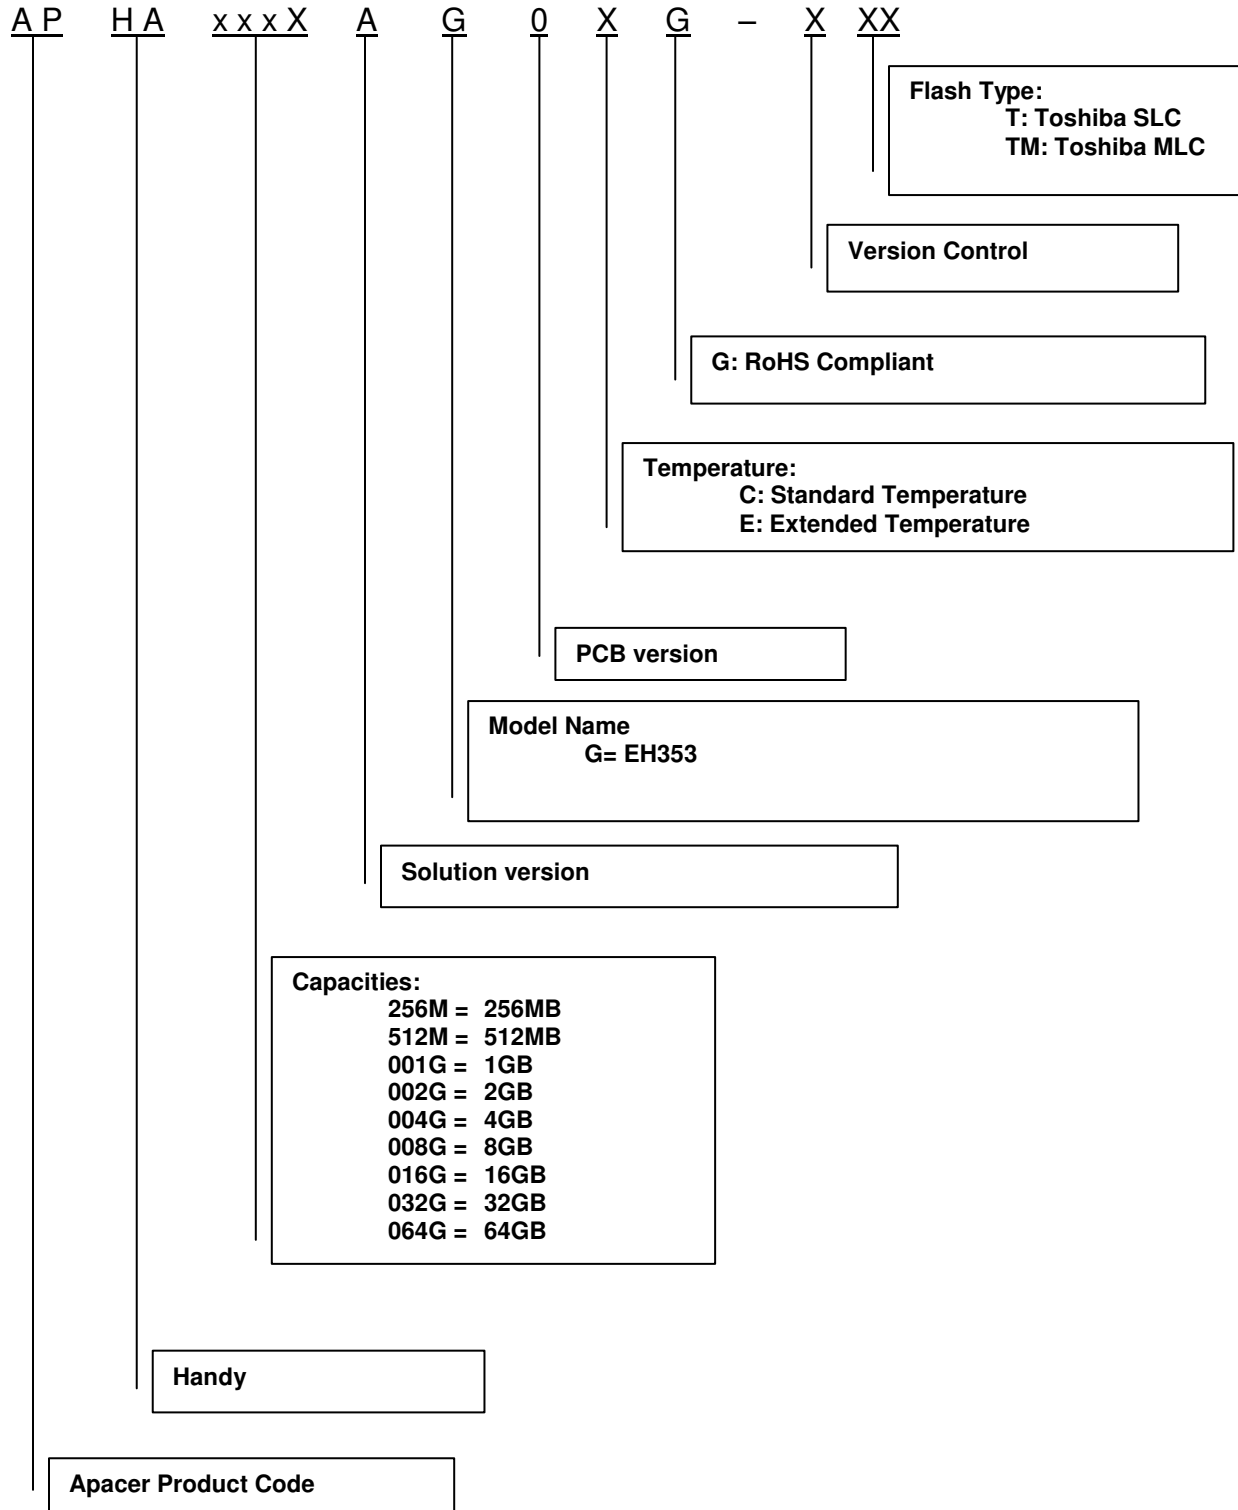 A P H A x x x X A G 0 X G – X XX
Flash Type:
T: Toshiba SLC
TM: Toshiba MLC
Version Control
G: RoHS Compliant
Temperature:
C: Standard Temperature
E: Extended Temperature
PCB version
Model Name
G= EH353
Solution version
Capacities:
256M = 256MB
512M = 512MB
001G = 1GB
002G = 2GB
004G = 4GB
008G = 8GB
016G = 16GB
032G = 32GB
064G = 64GB
Handy
Apacer Product Code